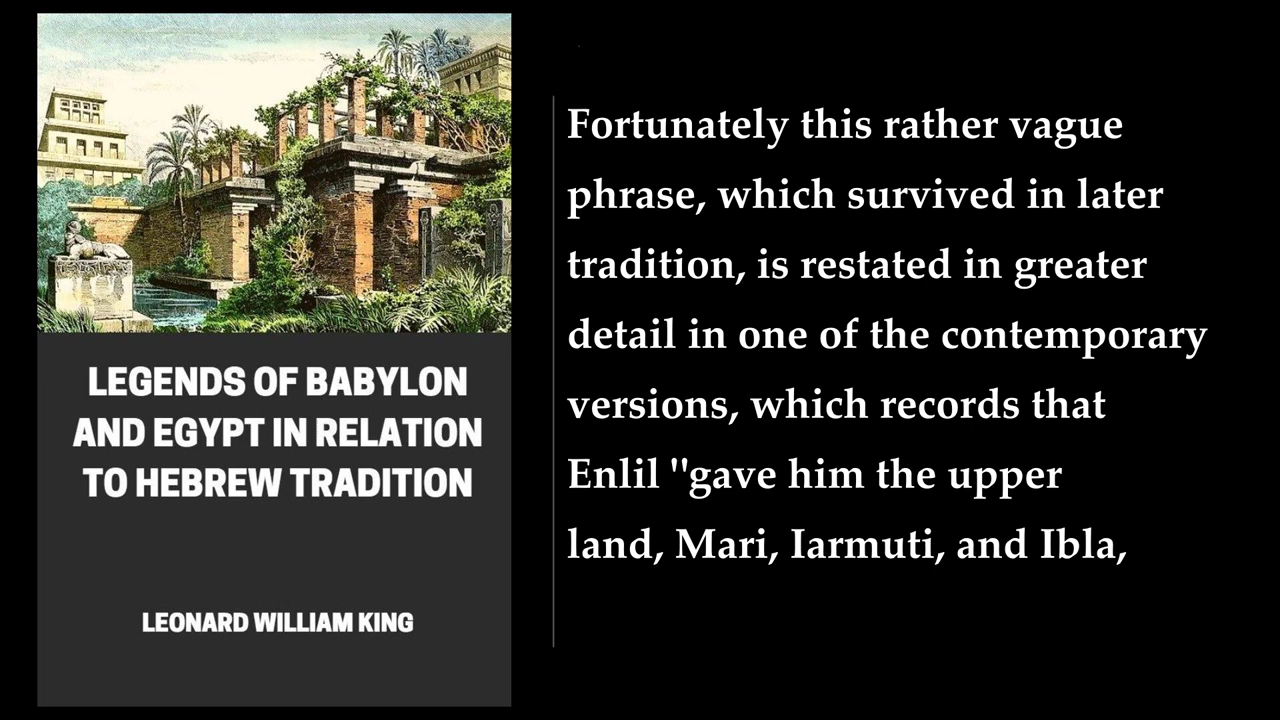 LEGENDS OF BABYLON
AND EGYPT IN RELATION
TO HEBREW TRADITION
LEONARD WILLIAM KING
Fortunately this rather vague
phrase, which survived in later
tradition, is restated in greater
detail in one of the contemporary
versions, which records that
Enlil "gave him the upper
land, Mari, Iarmuti, and Ibla,